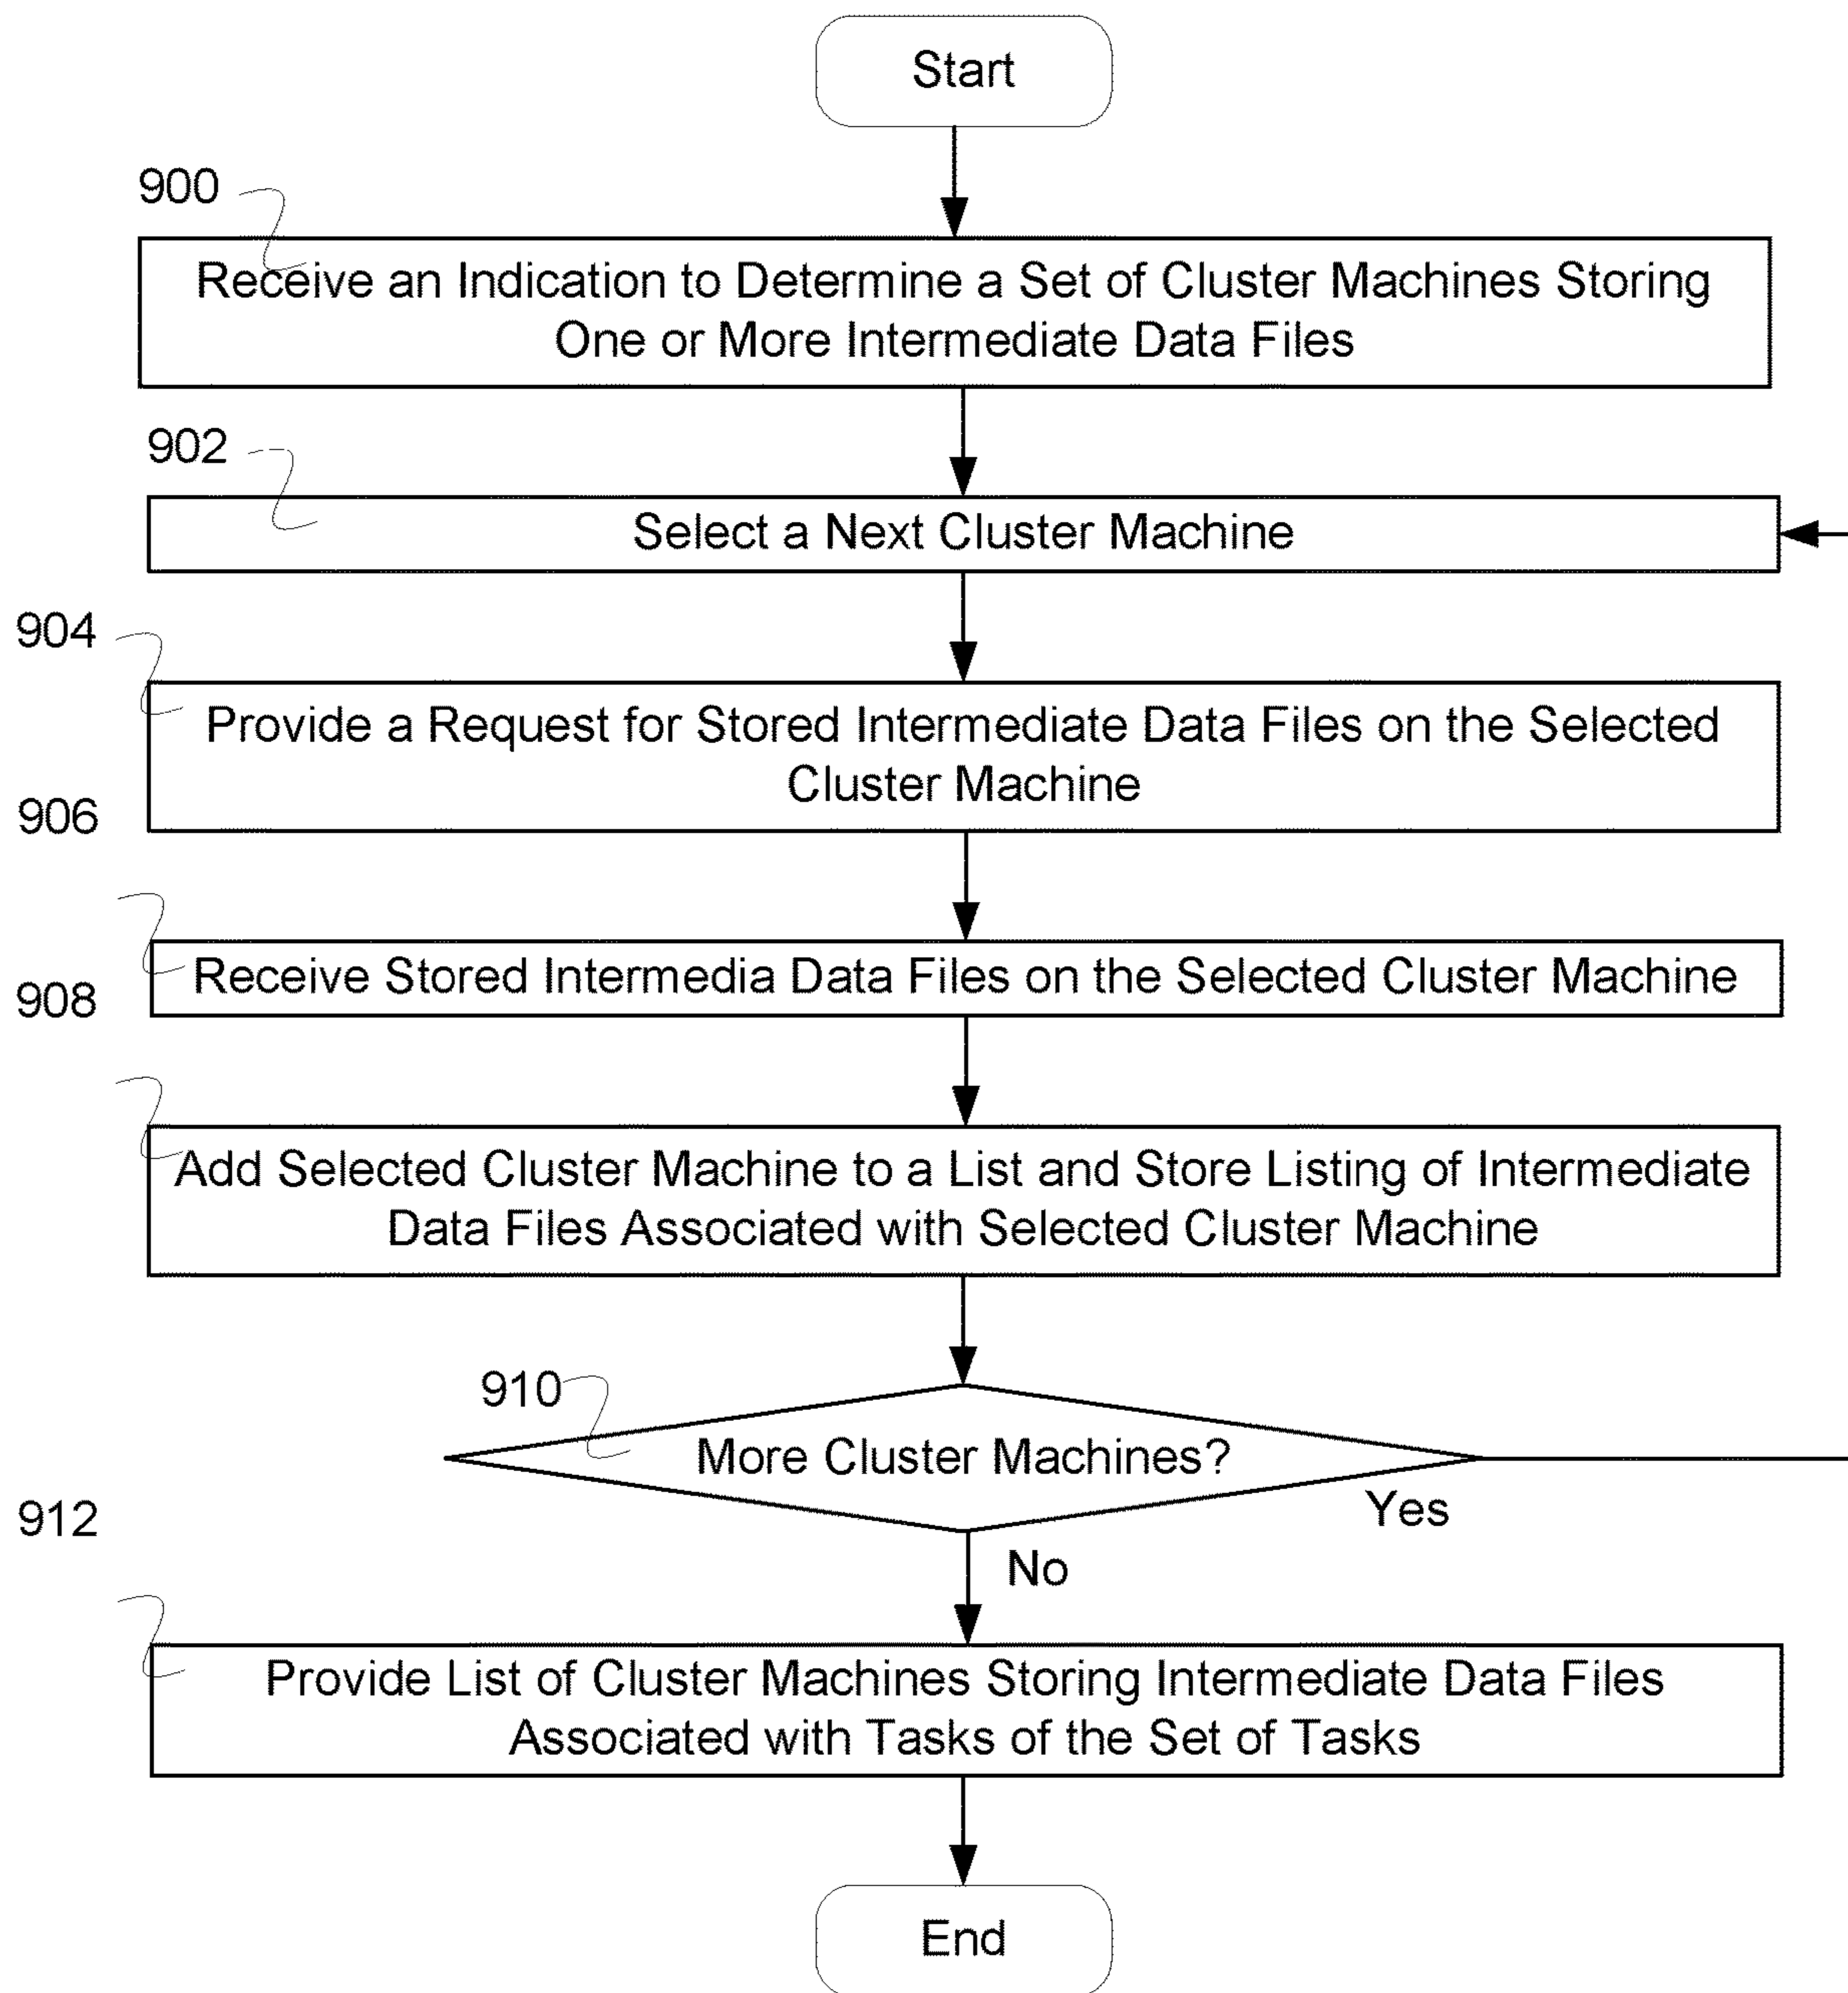 Start
900
Receive an Indication to Determine a Set of Cluster Machines Storing
One or More Intermediate Data Files
902
Select a Next Cluster Machine
904
Provide a Request for Stored Intermediate Data Files on the Selected
Cluster Machine
906
Receive Stored Intermedia Data Files on the Selected Cluster Machine
908
Add Selected Cluster Machine to a List and Store Listing of Intermediate
Data Files Associated with Selected Cluster Machine
910
More Cluster Machines?
Yes
912
No
Provide List of Cluster Machines Storing Intermediate Data Files
Associated with Tasks of the Set of Tasks
End